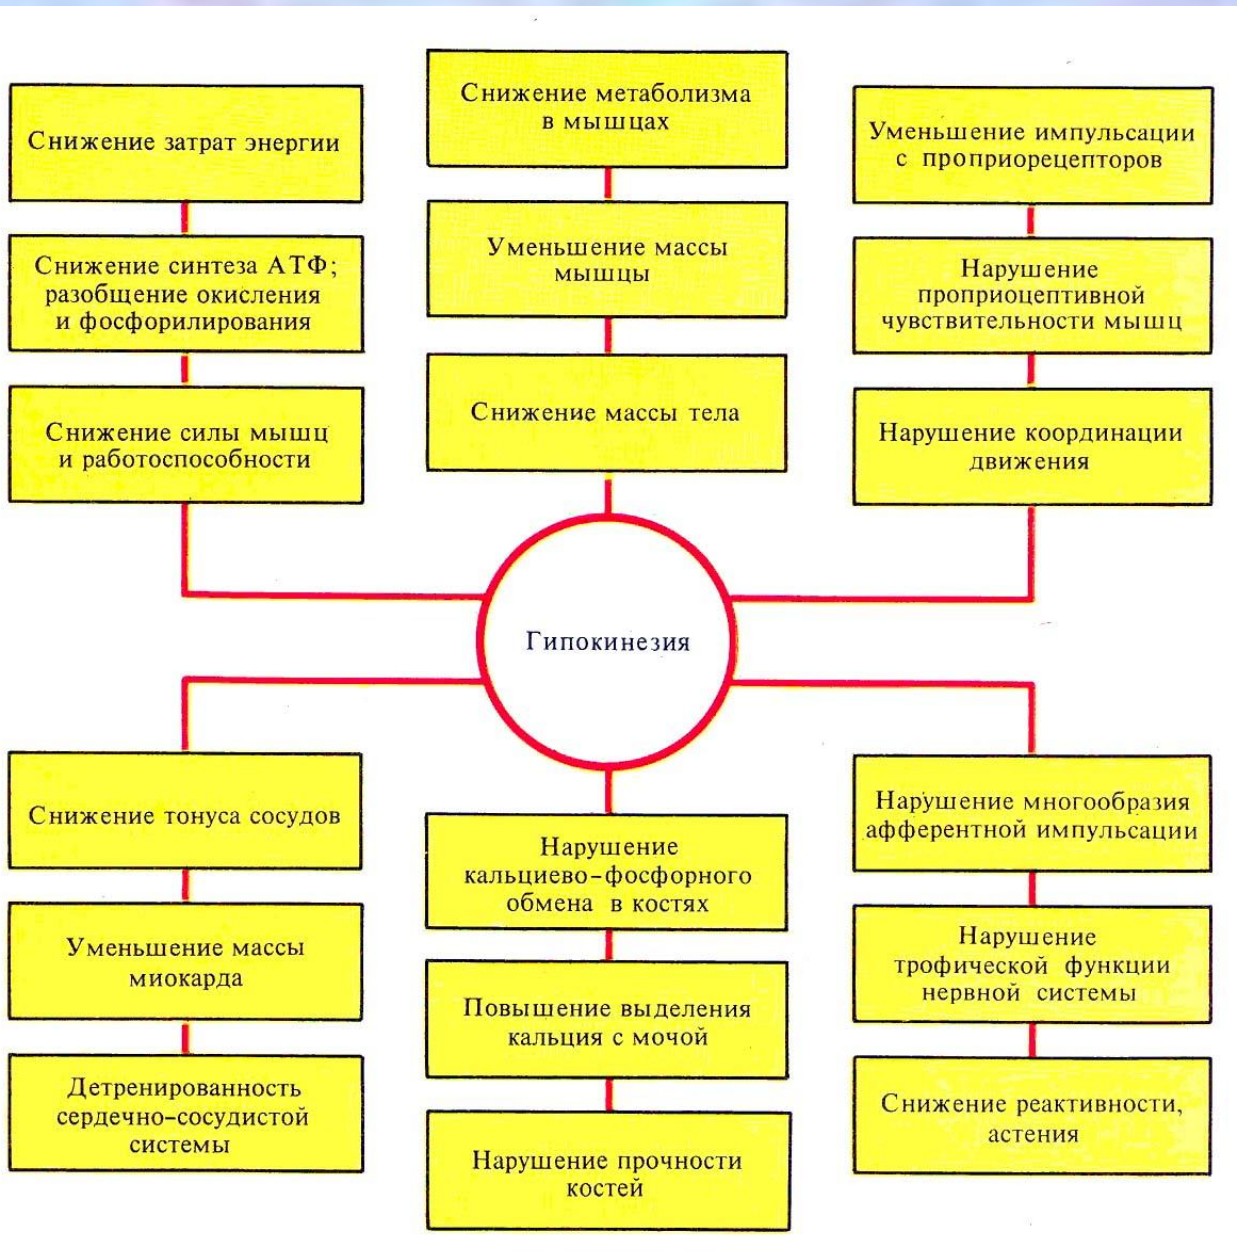 Снижение затрат энергии
Снижение синтеза АТФ;
разобщение окисления
и фосфорилирования
Снижение силы мышц
и работоспособности
Снижение метаболизма
в мышцах
Уменьшение массы
мышцы
Снижение массы тела
Уменьшение импульсации
с проприорецепторов
Нарушение
проприоцептивной
чувствительности мышц
Нарушение координации
движения
Гипокинезия
Снижение тонуса сосудов
Уменьшение массы
миокарда
Детренированность
сердечно-сосудистой
системы
Нарушение
кальциево-фосфорного
обмена в костях
Повышение выделения
кальция с мочой
Нарушение прочности
костей
Нарушение многообразия
афферентной импульсации
Нарушение
трофической функции
нервной системы
Снижение реактивности,
астения